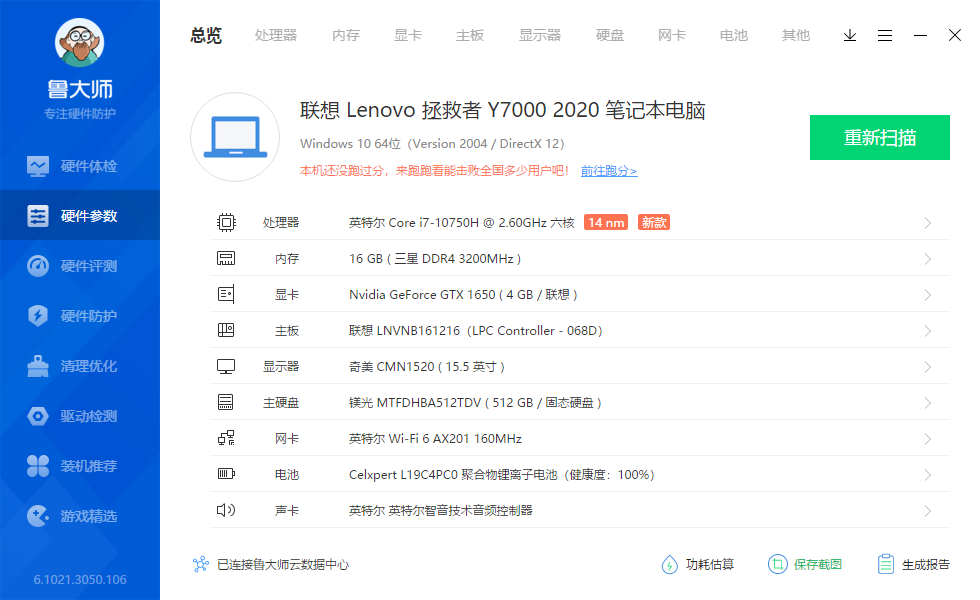 鲁大师
专注硬件防护
硬件体检
硬件参数
硬件评测
硬件防护
清理优化
驱动检测
装机推荐
游戏精选
6.1021.3050.106
总览 处理器 内存 显卡 主板 显示器 硬盘 网卡 电池 其他
联想 Lenovo 拯救者 Y7000 2020 笔记本电脑
Windows 10 64位（Version 2004 / DirectX 12）
本机还没跑过分，来跑跑看能击败全国多少用户吧！ 前往跑分>
重新扫描
处理器 英特尔 Core i7-10750H @ 2.60GHz 六核 14 nm 新款
内存 16 GB ( 三星 DDR4 3200MHz )
显卡 Nvidia GeForce GTX 1650 ( 4 GB / 联想 )
主板 联想 LNVNB161216（LPC Controller - 068D）
显示器 奇美 CMN1520 ( 15.5 英寸 )
主硬盘 镁光 MTFDHBA512TDV ( 512 GB / 固态硬盘 )
网卡 英特尔 Wi-Fi 6 AX201 160MHz
电池 Celxpert L19C4PC0 聚合物锂离子电池（健康度：100%）
声卡 英特尔 英特尔智音技术音频控制器
已连接鲁大师云数据中心 功耗估算 保存截图 生成报告